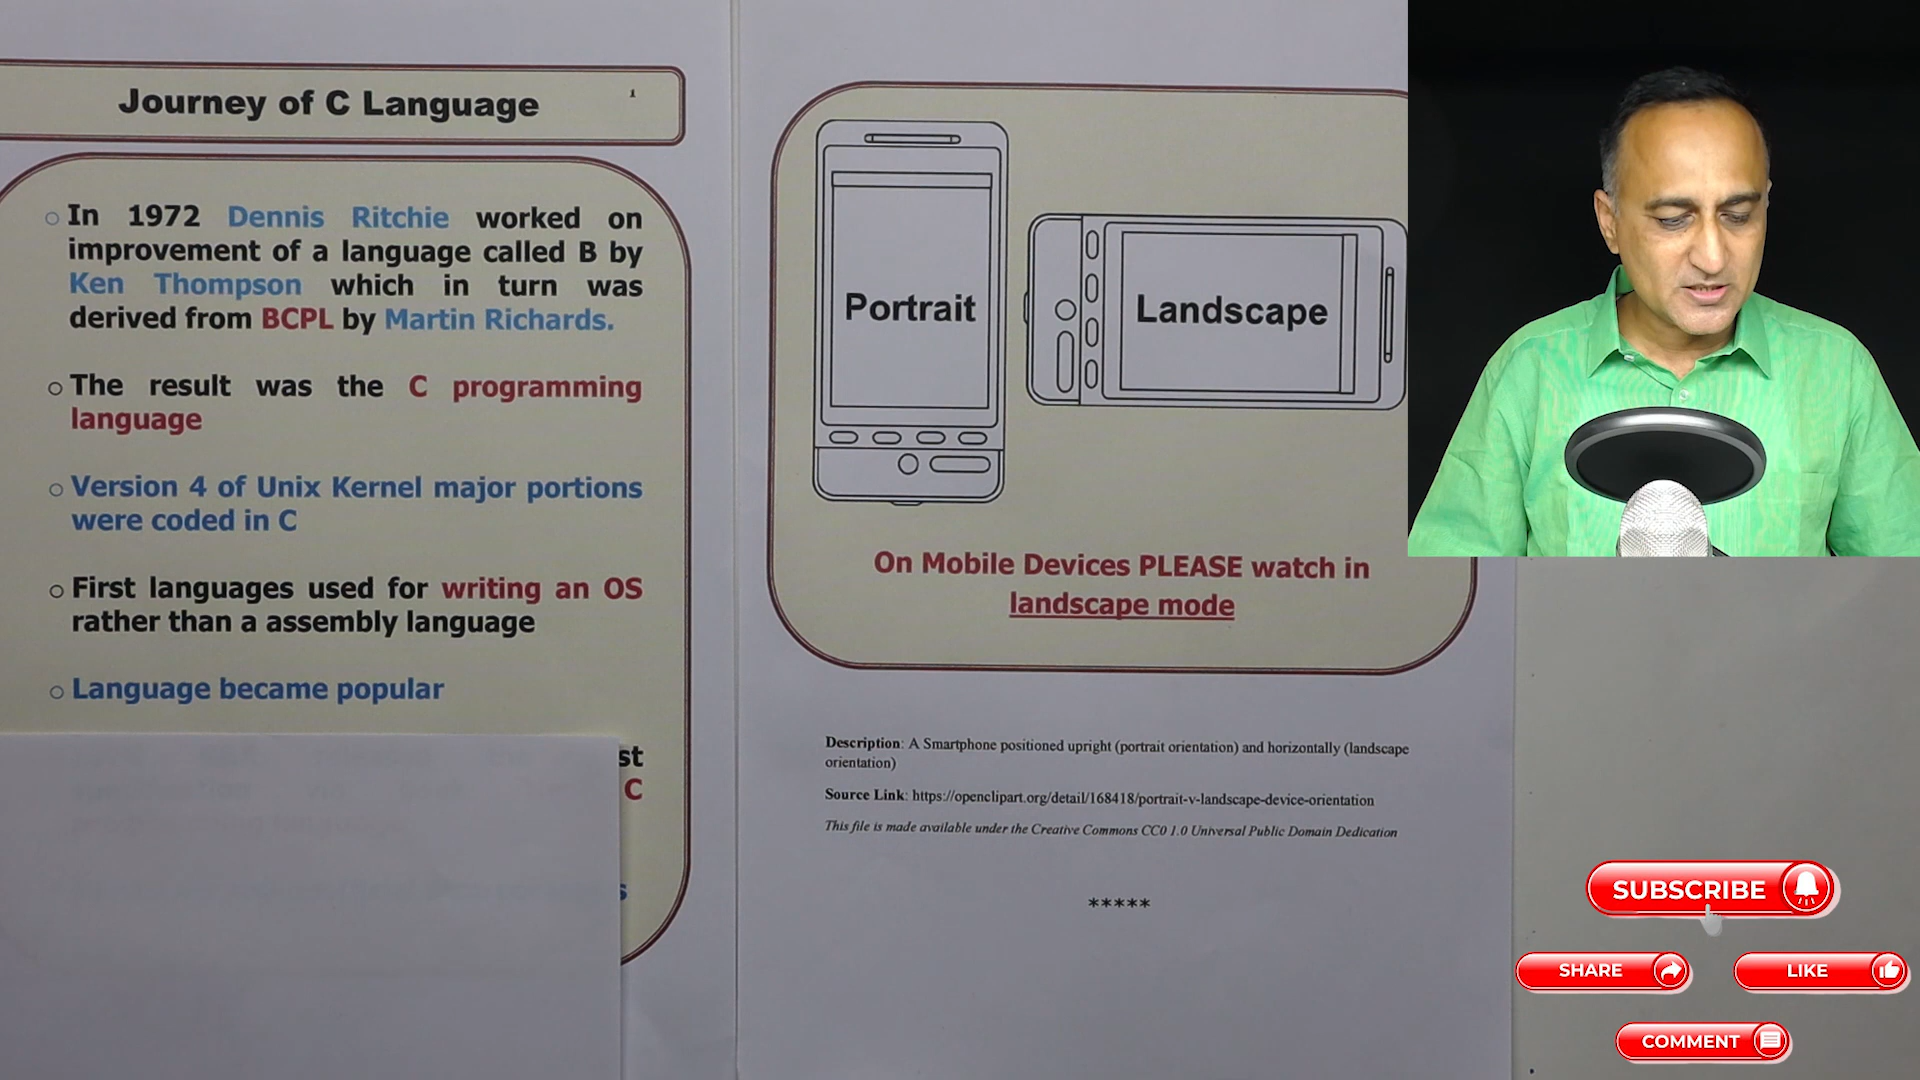 Journey of C Language
1
In 1972 Dennis Ritchie worked on
improvement of a language called B by
Ken Thompson which in turn was
derived from BCPL by Martin Richards.
The result was the C programming
language
Version 4 of Unix Kernel major portions
were coded in C
First languages used for writing an OS
rather than a assembly language
Language became popular
st
C
s
Portrait
Landscape
On Mobile Devices PLEASE watch in
landscape mode
Description: A Smartphone positioned upright (portrait orientation) and horizontally (landscape
orientation)
Source Link: https://openclipart.org/detail/168418/portrait-v-landscape-device-orientation
This file is made available under the Creative Commons CC0 1.0 Universal Public Domain Dedication
*****
SUBSCRIBE
SHARE
LIKE
COMMENT